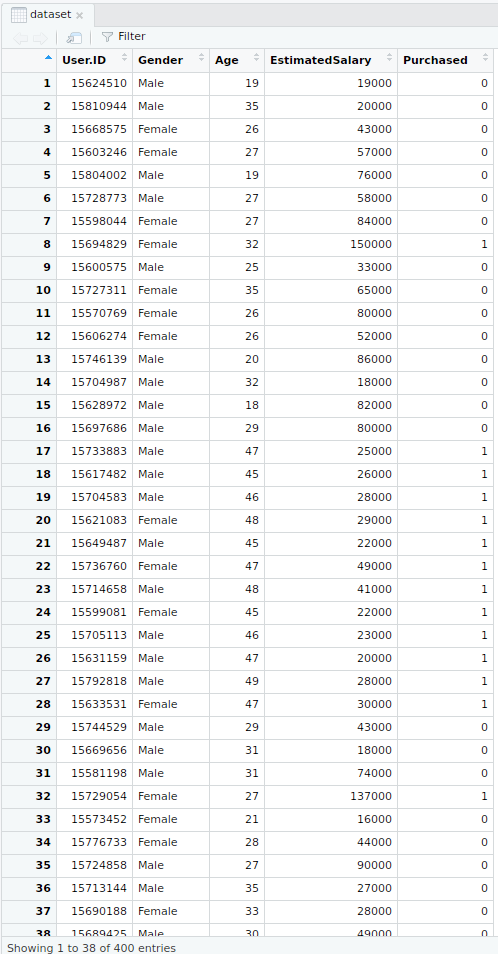 dataset
Filter
User.ID Gender Age EstimatedSalary Purchased
1 15624510 Male 19 19000 0
2 15810944 Male 35 20000 0
3 15668575 Female 26 43000 0
4 15603246 Female 27 57000 0
5 15804002 Male 19 76000 0
6 15728773 Male 27 58000 0
7 15598044 Female 27 84000 0
8 15694829 Female 32 150000 1
9 15600575 Male 25 33000 0
10 15727311 Female 35 65000 0
11 15570769 Female 26 80000 0
12 15606274 Female 26 52000 0
13 15746139 Male 20 86000 0
14 15704987 Male 32 18000 0
15 15628972 Male 18 82000 0
16 15697686 Male 29 80000 0
17 15733883 Male 47 25000 1
18 15617482 Male 45 26000 1
19 15704583 Male 46 28000 1
20 15621083 Female 48 29000 1
21 15649487 Male 45 22000 1
22 15736760 Female 47 49000 1
23 15714658 Male 48 41000 1
24 15599081 Female 45 22000 1
25 15705113 Male 46 23000 1
26 15631159 Male 47 20000 1
27 15792818 Male 49 28000 1
28 15633531 Female 47 30000 1
29 15744529 Male 29 43000 0
30 15669656 Male 31 18000 0
31 15581198 Male 31 74000 0
32 15729054 Female 27 137000 1
33 15573452 Female 21 16000 0
34 15776733 Female 28 44000 0
35 15724858 Male 27 90000 0
36 15713144 Male 35 27000 0
37 15690188 Female 33 28000 0
38 15689425 Male 30 49000 0
Showing 1 to 38 of 400 entries